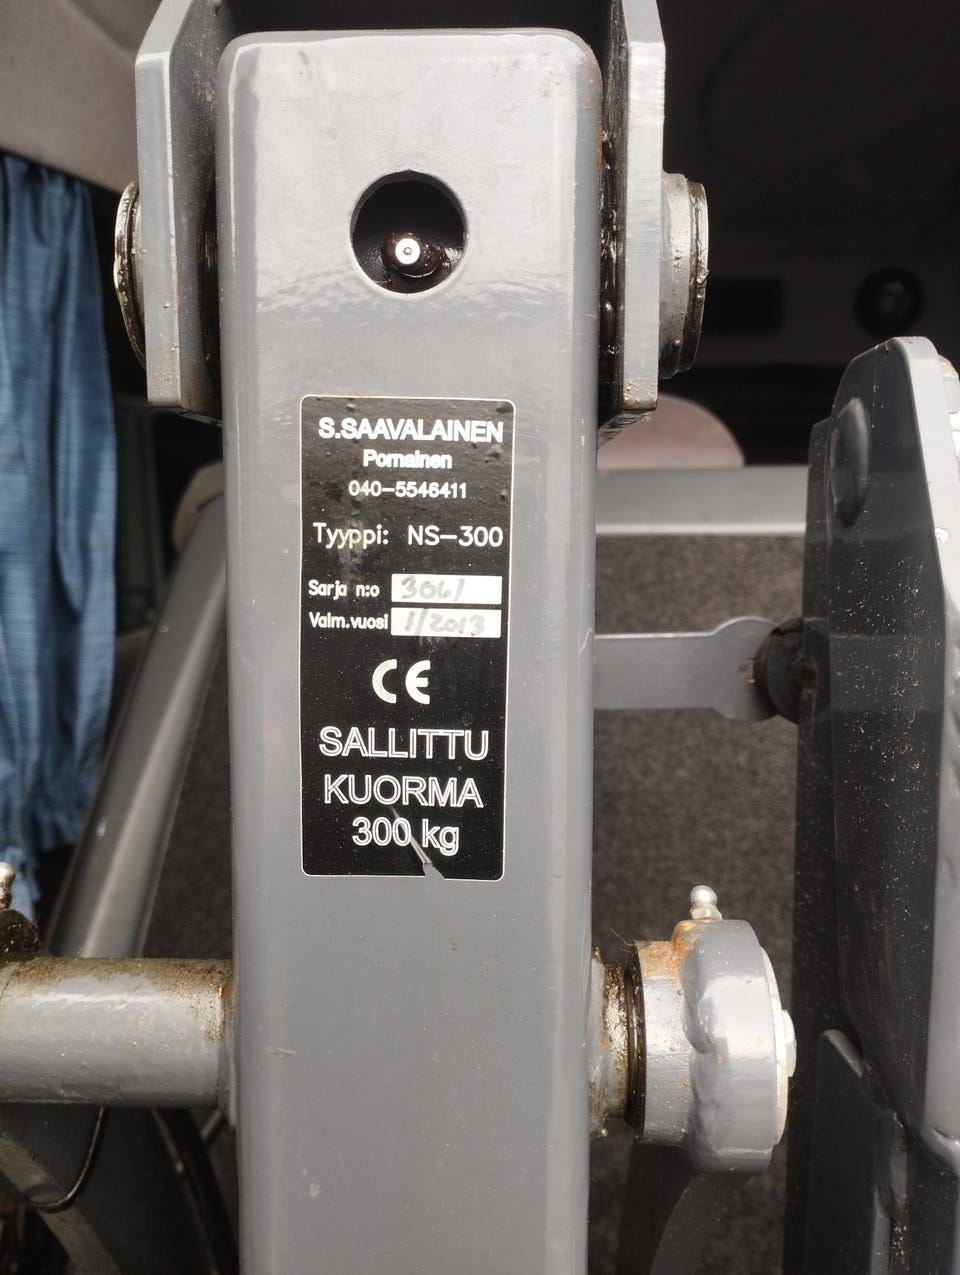 S.SAAVALAINEN
Pornainen
040-5546411
Tyyppi: NS-300
Sarja n:o 3061
Valm.vuosi 1/2013
CE
SALLITTU
KUORMA
300 kg